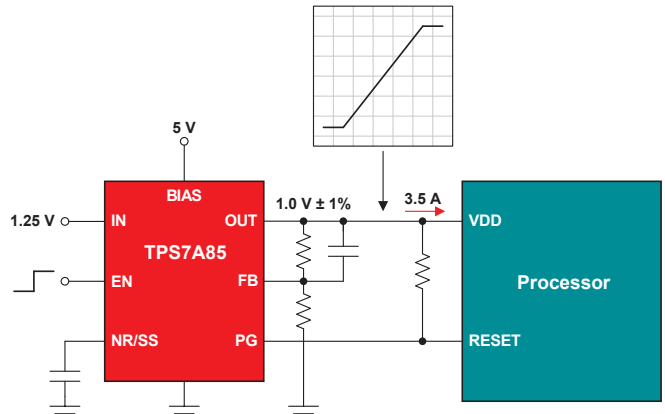 5 V
BIAS
1.0 V ± 1%
3.5 A
1.25 V
IN
OUT
VDD
TPS7A85
EN
FB
Processor
NR/SS
PG
RESET